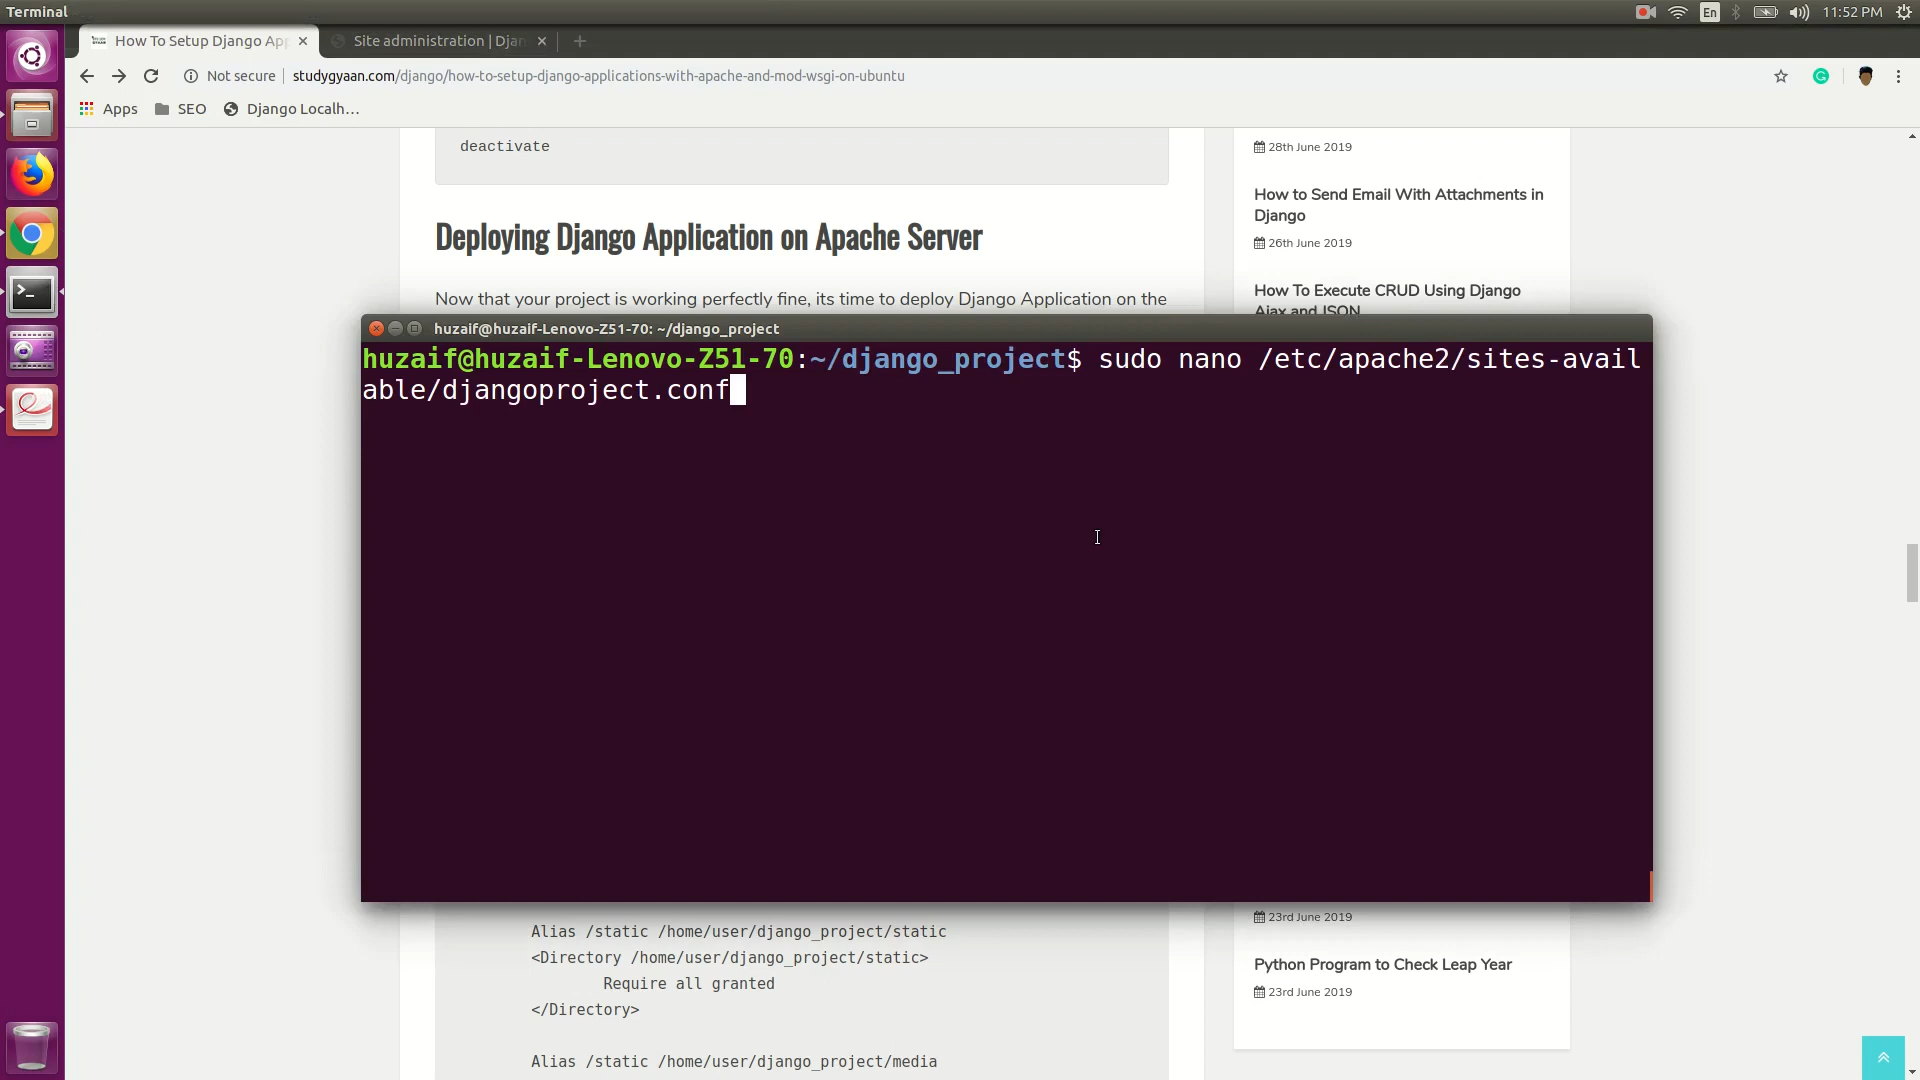 Terminal
En
11:52 PM
How To Setup Django App
Site administration | Djan
Not secure
studygyaan.com/django/how-to-setup-django-applications-with-apache-and-mod-wsgi-on-ubuntu
Apps
SEO
Django Localh…
deactivate
Deploying Django Application on Apache Server
Now that your project is working perfectly fine, its time to deploy Django Application on the
28th June 2019
How to Send Email With Attachments in
Django
26th June 2019
How To Execute CRUD Using Django
Ajax and JSON
huzaif@huzaif-Lenovo-Z51-70: ~/django_project
huzaif@huzaif-Lenovo-Z51-70:~/django_project$ sudo nano /etc/apache2/sites-avail
able/djangoproject.conf
Alias /static /home/user/django_project/static
<Directory /home/user/django_project/static>
Require all granted
</Directory>
Alias /static /home/user/django_project/media
23rd June 2019
Python Program to Check Leap Year
23rd June 2019